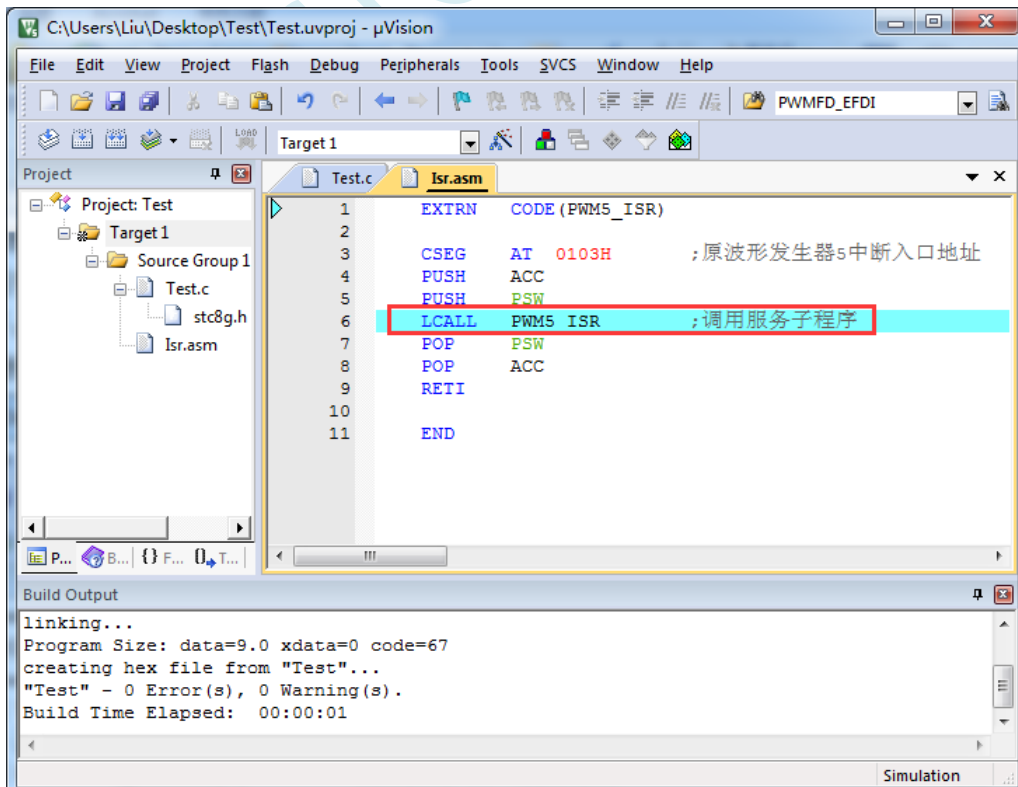 C:\Users\Liu\Desktop\Test\Test.uvproj - µVision
File Edit View Project Flash Debug Peripherals Tools SVCS Window Help
PWMFD_EFDI
LOAD Target 1
Project
Test.c Isr.asm
Project: Test
Target 1
Source Group 1
Test.c
stc8g.h
Isr.asm
1 EXTRN CODE(PWM5_ISR)
2
3 CSEG AT 0103H ;原波形发生器5中断入口地址
4 PUSH ACC
5 PUSH PSW
6 LCALL PWM5 ISR ;调用服务子程序
7 POP PSW
8 POP ACC
9 RETI
10
11 END
P... B... {} F... 0 T...
Build Output
linking...
Program Size: data=9.0 xdata=0 code=67
creating hex file from "Test"...
"Test" - 0 Error(s), 0 Warning(s).
Build Time Elapsed: 00:00:01
Simulation